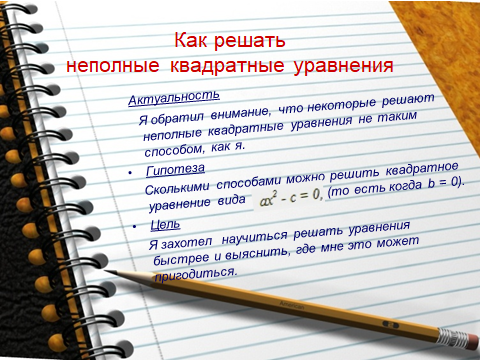 Как решать
неполные квадратные уравнения
Актуальность
Я обратил внимание, что некоторые решают
неполные квадратные уравнения не таким
способом, как я.
• Гипотеза
Сколькими способами можно решить квадратное
уравнение вида ax² - c = 0, (то есть когда b = 0).
• Цель
Я захотел научиться решать уравнения
быстрее и выяснить, где мне это может
пригодиться.